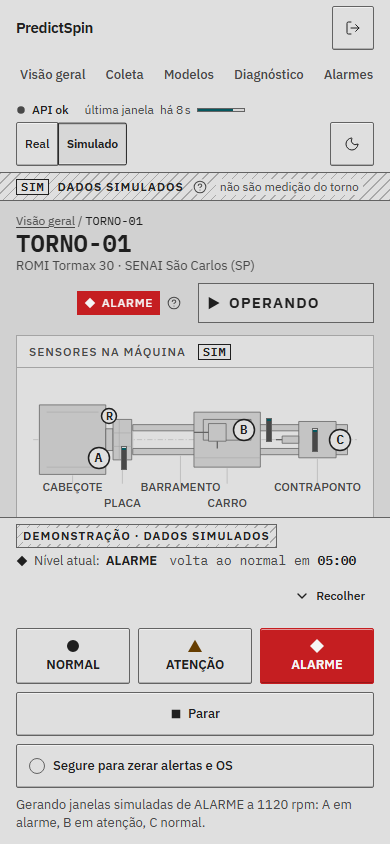 PredictSpin
Visão geral Coleta Modelos Diagnóstico Alarmes
API ok última janela há 8 s
Real Simulado
SIM DADOS SIMULADOS ? não são medição do torno
Visão geral / TORNO-01
TORNO-01
ROMI Tormax 30 · SENAI São Carlos (SP)
ALARME ? OPERANDO
SENSORES NA MÁQUINA SIM
R
A B C
CABEÇOTE BARRAMENTO CONTRAPONTO
PLACA CARRO
DEMONSTRAÇÃO · DADOS SIMULADOS
Nível atual: ALARME volta ao normal em 05:00
Recolher
NORMAL ATENÇÃO ALARME
Parar
Segure para zerar alertas e OS
Gerando janelas simuladas de ALARME a 1120 rpm: A em
alarme, B em atenção, C normal.